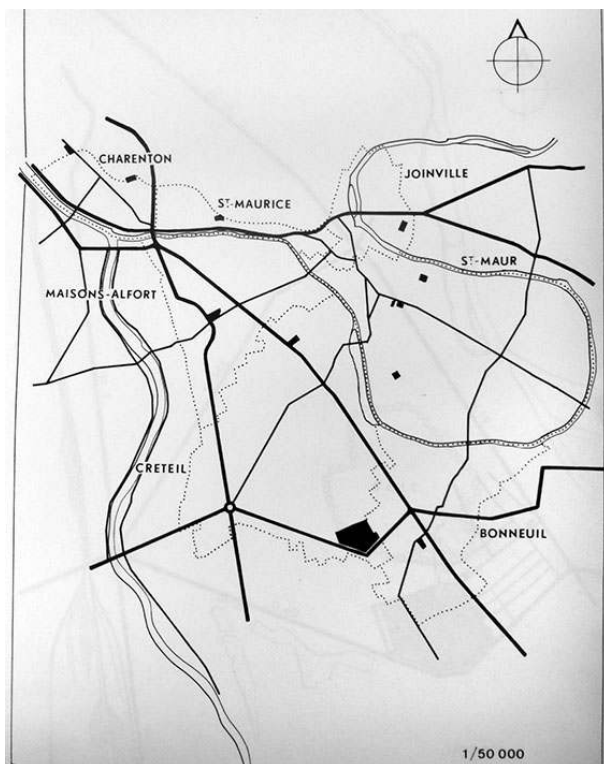 CHARENTON
JOINVILLE
ST-MAURICE
ST-MAUR
MAISONS-ALFORT
CRETEIL
BONNEUIL
1/50 000